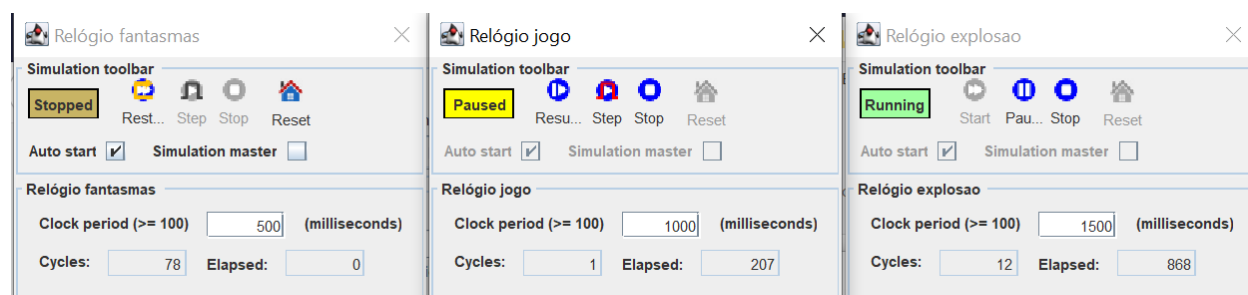 Relógio fantasmas
Simulation toolbar
Stopped
Rest... Step Stop Reset
Auto start Simulation master
Relógio fantasmas
Clock period (>= 100) 500 (milliseconds)
Cycles: 78 Elapsed: 0
Relógio jogo
Simulation toolbar
Paused
Resu... Step Stop Reset
Auto start Simulation master
Relógio jogo
Clock period (>= 100) 1000 (milliseconds)
Cycles: 1 Elapsed: 207
Relógio explosao
Simulation toolbar
Running
Start Pau... Stop Reset
Auto start Simulation master
Relógio explosao
Clock period (>= 100) 1500 (milliseconds)
Cycles: 12 Elapsed: 868